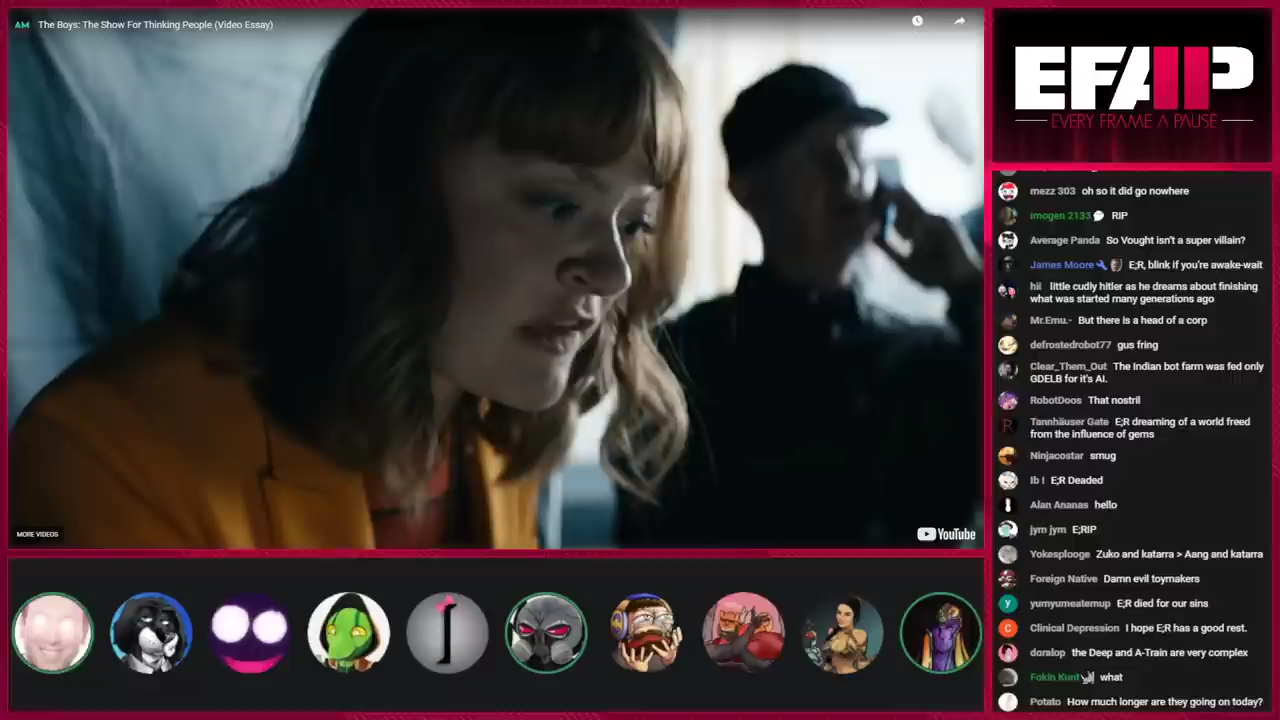 AM The Boys: The Show For Thinking People (Video Essay)
MORE VIDEOS
YouTube
EFAP
EVERY FRAME A PAUSE
mezz 303 oh so it did go nowhere
imogen 2133 RIP
Average Panda So Vought isn't a super villain?
James Moore E;R, blink if you're awake-wait
hil little cudly hitler as he dreams about finishing
what was started many generations ago
Mr.Emu.- But there is a head of a corp
defrostedrobot77 gus fring
Clear_Them_Out The Indian bot farm was fed only
GDELB for it's AI.
RobotDoos That nostril
Tannhäuser Gate E;R dreaming of a world freed
from the influence of gems
Ninjacostar smug
Ib I E;R Deaded
Alan Ananas hello
jym jym E;RIP
Yokesplooge Zuko and katarra > Aang and katarra
Foreign Native Damn evil toymakers
yumyumeatemup E;R died for our sins
Clinical Depression I hope E;R has a good rest.
doralop the Deep and A-Train are very complex
Fokin Kunt what
Potato How much longer are they going on today?